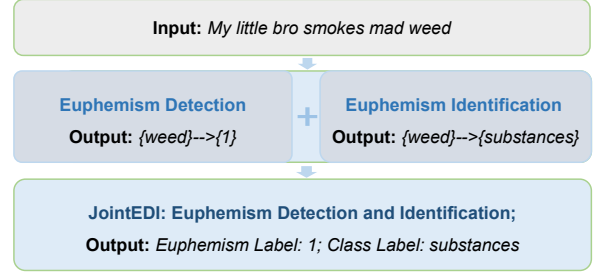 Input: My little bro smokes mad weed
Euphemism Detection
Output: {weed}-->{1}
+
Euphemism Identification
Output: {weed}-->{substances}
JointEDI: Euphemism Detection and Identification;
Output: Euphemism Label: 1; Class Label: substances